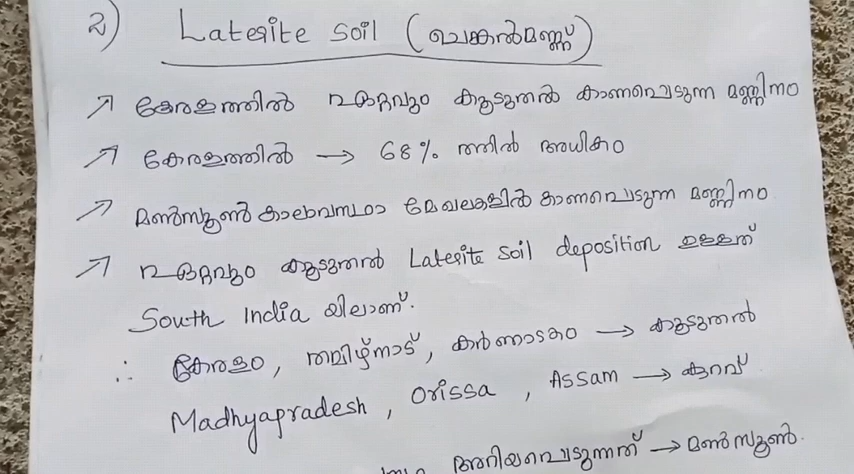 2) Laterite Soil (ചെങ്കൽമണ്ണ്)
↗ കേരളത്തിൽ ഏറ്റവും കൂടുതൽ കാണപ്പെടുന്ന മണ്ണിനം
↗ കേരളത്തിൽ → 68% ത്തിൽ അധികം
↗ മൺസൂൺ കാലാവസ്ഥാ മേഖലകളിൽ കാണപ്പെടുന്ന മണ്ണിനം
↗ ഏറ്റവും കൂടുതൽ Laterite Soil deposition ഉള്ളത്
South India യിലാണ്.
∴ കേരളം, തമിഴ്നാട്, കർണാടകം → കൂടുതൽ
Madhyapradesh, Orissa, Assam → കുറവ്
അറിയപ്പെടുന്നത് → മൺസൂൺ.